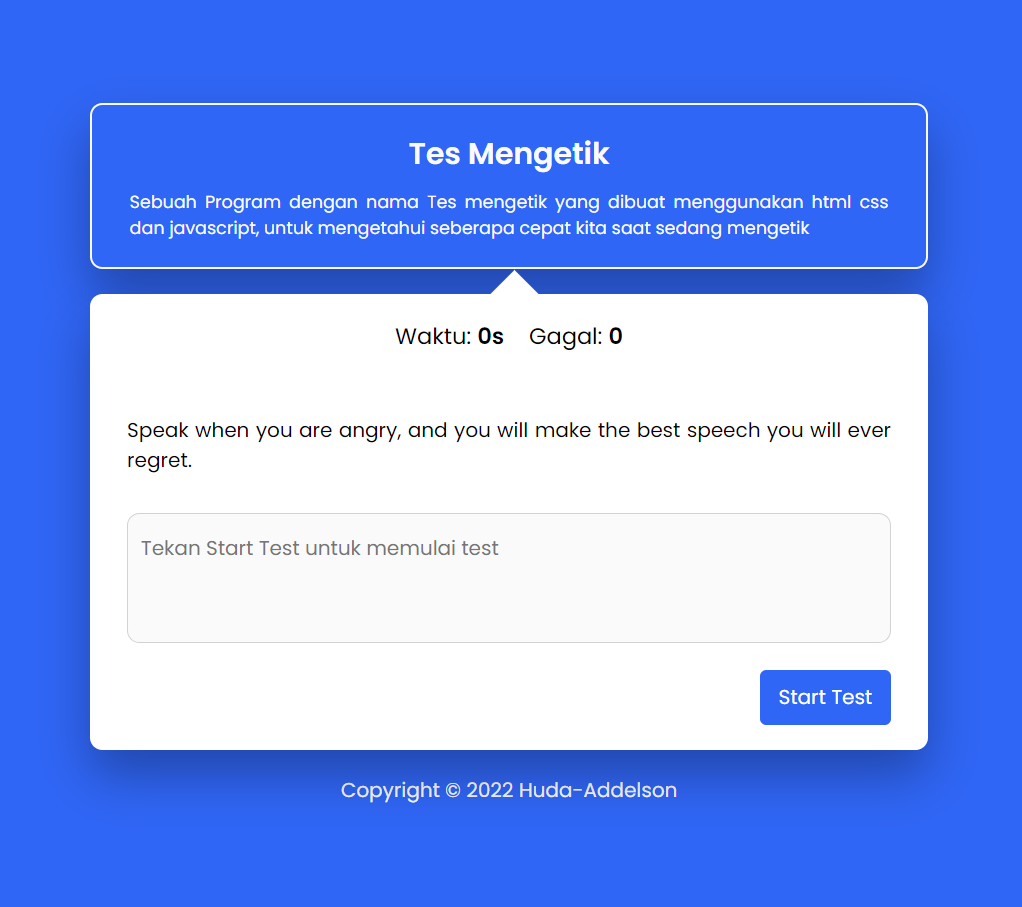 Tes Mengetik
Sebuah Program dengan nama Tes mengetik yang dibuat menggunakan html css
dan javascript, untuk mengetahui seberapa cepat kita saat sedang mengetik
Waktu: 0s Gagal: 0
Speak when you are angry, and you will make the best speech you will ever
regret.
Tekan Start Test untuk memulai test
Start Test
Copyright © 2022 Huda-Addelson